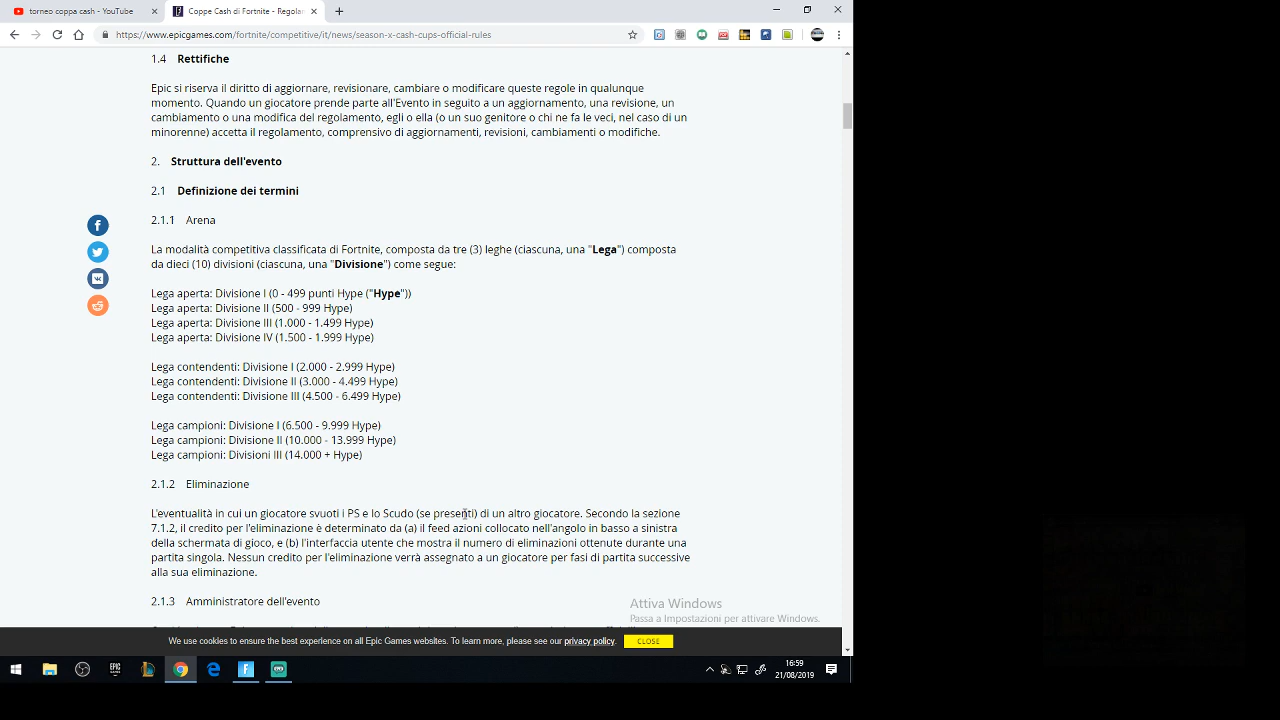 torneo coppa cash - YouTube
Coppe Cash di Fortnite - Regolam
https://www.epicgames.com/fortnite/competitive/it/news/season-x-cash-cups-official-rules
1.4 Rettifiche
Epic si riserva il diritto di aggiornare, revisionare, cambiare o modificare queste regole in qualunque
momento. Quando un giocatore prende parte all'Evento in seguito a un aggiornamento, una revisione, un
cambiamento o una modifica del regolamento, egli o ella (o un suo genitore o chi ne fa le veci, nel caso di un
minorenne) accetta il regolamento, comprensivo di aggiornamenti, revisioni, cambiamenti o modifiche.
2. Struttura dell'evento
2.1 Definizione dei termini
2.1.1 Arena
La modalità competitiva classificata di Fortnite, composta da tre (3) leghe (ciascuna, una "Lega") composta
da dieci (10) divisioni (ciascuna, una "Divisione") come segue:
Lega aperta: Divisione I (0 - 499 punti Hype ("Hype"))
Lega aperta: Divisione II (500 - 999 Hype)
Lega aperta: Divisione III (1.000 - 1.499 Hype)
Lega aperta: Divisione IV (1.500 - 1.999 Hype)
Lega contendenti: Divisione I (2.000 - 2.999 Hype)
Lega contendenti: Divisione II (3.000 - 4.499 Hype)
Lega contendenti: Divisione III (4.500 - 6.499 Hype)
Lega campioni: Divisione I (6.500 - 9.999 Hype)
Lega campioni: Divisione II (10.000 - 13.999 Hype)
Lega campioni: Divisioni III (14.000 + Hype)
2.1.2 Eliminazione
L'eventualità in cui un giocatore svuoti i PS e lo Scudo (se presenti) di un altro giocatore. Secondo la sezione
7.1.2, il credito per l'eliminazione è determinato da (a) il feed azioni collocato nell'angolo in basso a sinistra
della schermata di gioco, e (b) l'interfaccia utente che mostra il numero di eliminazioni ottenute durante una
partita singola. Nessun credito per l'eliminazione verrà assegnato a un giocatore per fasi di partita successive
alla sua eliminazione.
2.1.3 Amministratore dell'evento
Attiva Windows
Passa a Impostazioni per attivare Windows.
We use cookies to ensure the best experience on all Epic Games websites. To learn more, please see our privacy policy.
CLOSE
16:59
21/08/2019